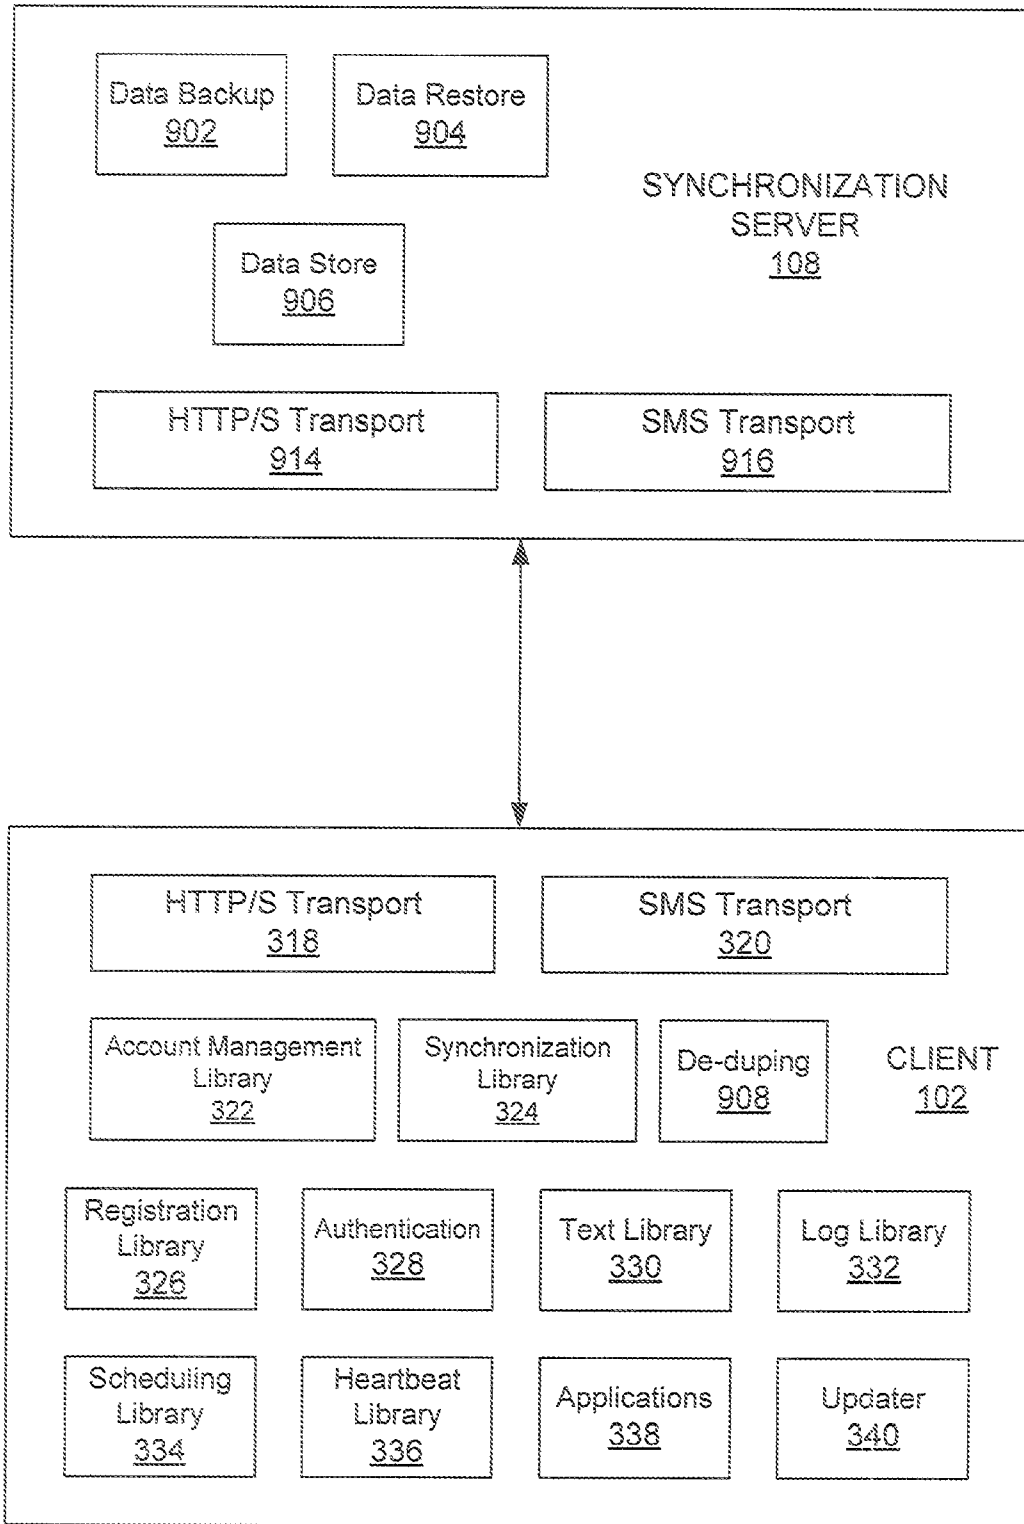 Data Backup
902
Data Restore
904
SYNCHRONIZATION
SERVER
108
Data Store
906
HTTP/S Transport
914
SMS Transport
916
HTTP/S Transport
318
SMS Transport
320
Account Management
Library
322
Synchronization
Library
324
De-duping
908
CLIENT
102
Registration
Library
326
Authentication
328
Text Library
330
Log Library
332
Scheduling
Library
334
Heartbeat
Library
336
Applications
338
Updater
340